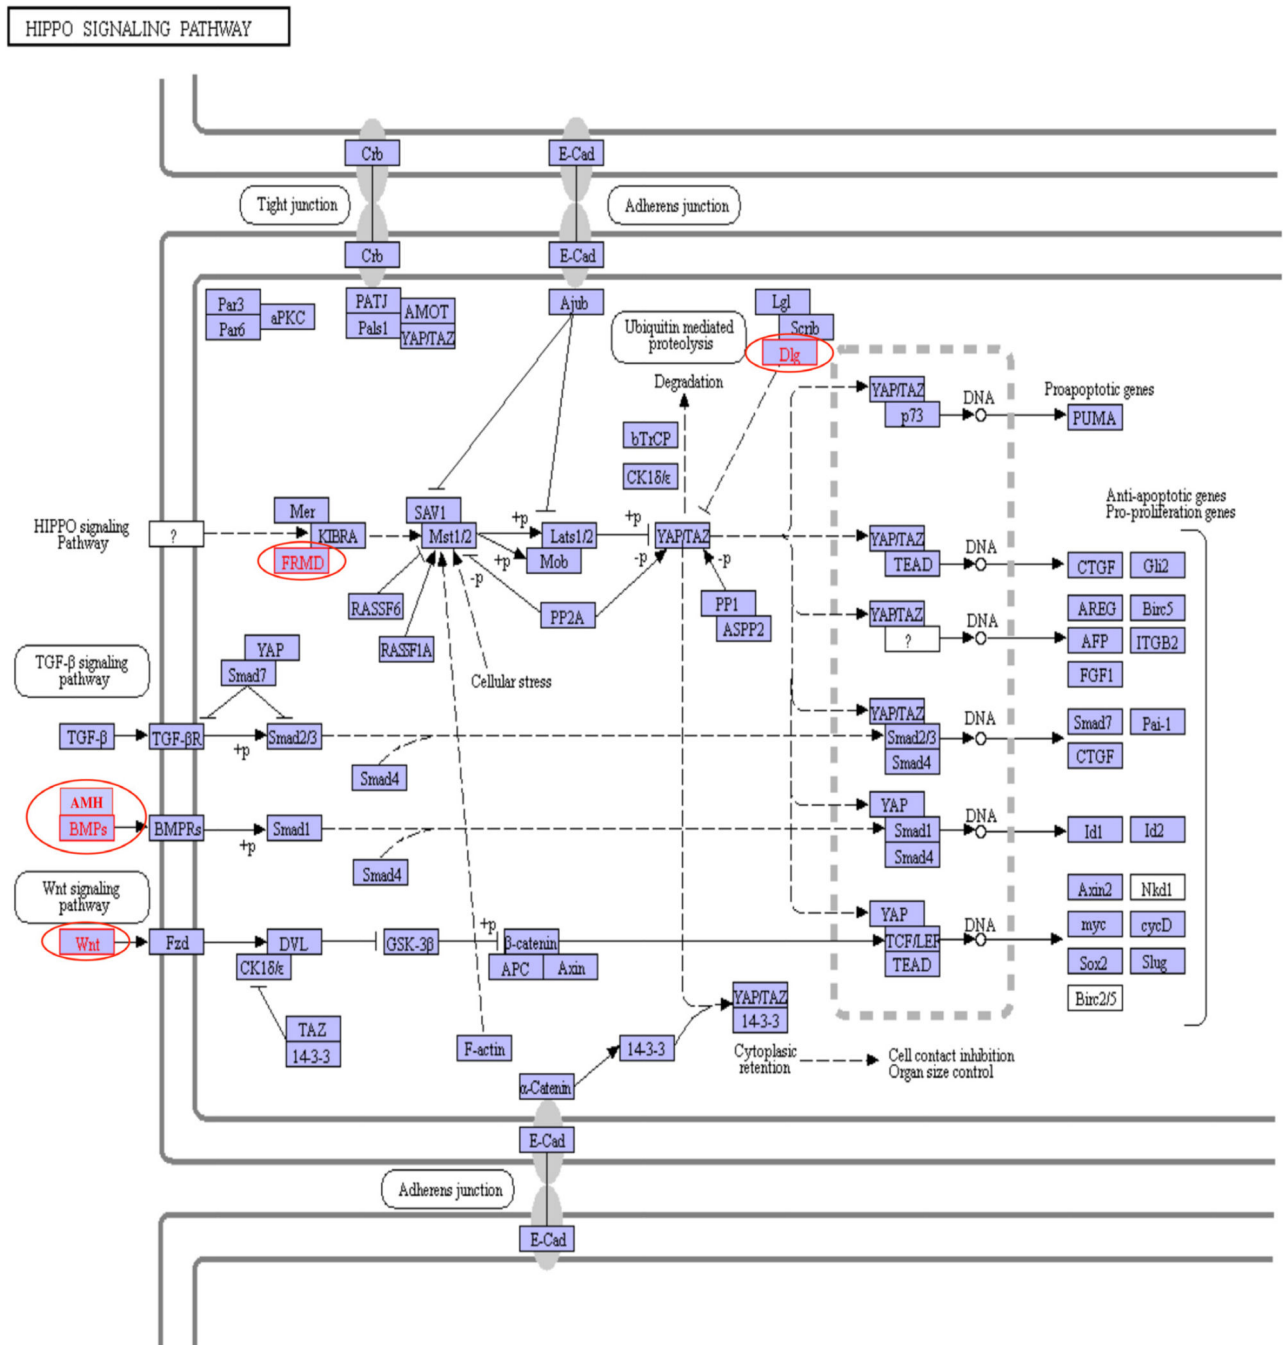 HIPPO SIGNALING PATHWAY
Crb
E-Cad
Tight junction
Adherens junction
Crb
E-Cad
Par3
Par6
aPKC
PATJ
Pals1
AMOT
YAP/TAZ
Ajub
Lgl
Scrib
Dlg
Ubiquitin mediated
proteolysis
Degradation
bTrCP
CK1δ/ε
YAP/TAZ
p73
DNA
Proapoptotic genes
PUMA
Anti-apoptotic genes
Pro-proliferation genes
HIPPO signaling
Pathway
?
Mer
KIBRA
FRMD
SAV1
Mst1/2
+p
+p
Lats1/2
Mob
+p
YAP/TAZ
-p
-p
-p
RASSF6
RASSF1A
PP2A
PP1
ASPP2
Cellular stress
YAP/TAZ
TEAD
DNA
CTGF
Gli2
AREG
Birc5
YAP/TAZ
?
DNA
AFP
ITGB2
FGF1
TGF-β signaling
pathway
YAP
Smad7
TGF-β
TGF-βR
+p
Smad2/3
Smad4
YAP/TAZ
Smad2/3
Smad4
DNA
Smad7
Pai-1
CTGF
AMH
BMPs
BMPRs
+p
Smad1
Smad4
YAP
Smad1
Smad4
DNA
Id1
Id2
Wnt signaling
pathway
Wnt
Fzd
DVL
CK1δ/ε
GSK-3β
+p
β-catenin
APC
Axin
YAP
TCF/LEF
TEAD
DNA
Axin2
Nkd1
myc
cycD
Sox2
Slug
Birc2/5
TAZ
14-3-3
F-actin
14-3-3
YAP/TAZ
14-3-3
Cytoplasic
retention
Cell contact inhibition
Organ size control
α-Catenin
E-Cad
Adherens junction
E-Cad